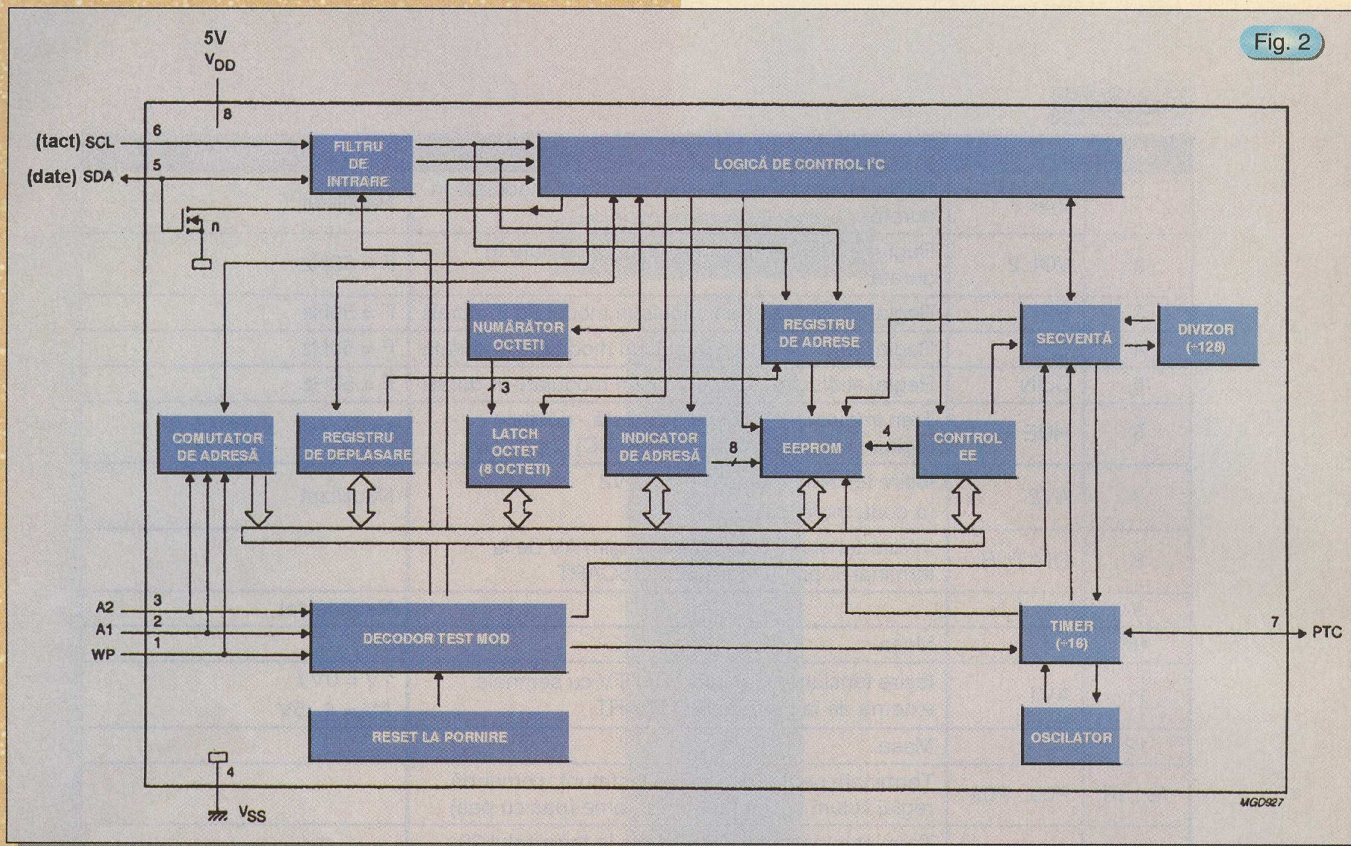 Fig. 2
5V
VDD
8
(tact) SCL
6
(date) SDA
5
n
FILTRU
DE
INTRARE
LOGICĂ DE CONTROL I²C
NUMĂRĂTOR
OCTETI
3
REGISTRU
DE ADRESE
SECVENTĂ
DIVIZOR
(÷128)
COMUTATOR
DE ADRESĂ
REGISTRU
DE DEPLASARE
LATCH
OCTET
(8 OCTETI)
INDICATOR
DE ADRESĂ
8
EEPROM
4
CONTROL
EE
A2
3
A1
2
WP
1
DECODOR TEST MOD
TIMER
(÷16)
7
PTC
RESET LA PORNIRE
OSCILATOR
4
VSS
MGD927